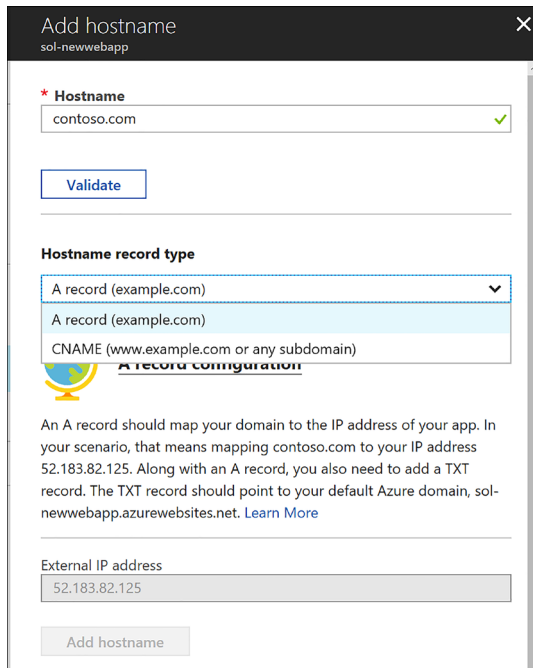 Add hostname
sol-newwebapp
* Hostname
contoso.com
Validate
Hostname record type
A record (example.com)
A record (example.com)
CNAME (www.example.com or any subdomain)
A record configuration
An A record should map your domain to the IP address of your app. In
your scenario, that means mapping contoso.com to your IP address
52.183.82.125. Along with an A record, you also need to add a TXT
record. The TXT record should point to your default Azure domain, sol-
newwebapp.azurewebsites.net. Learn More
External IP address
52.183.82.125
Add hostname